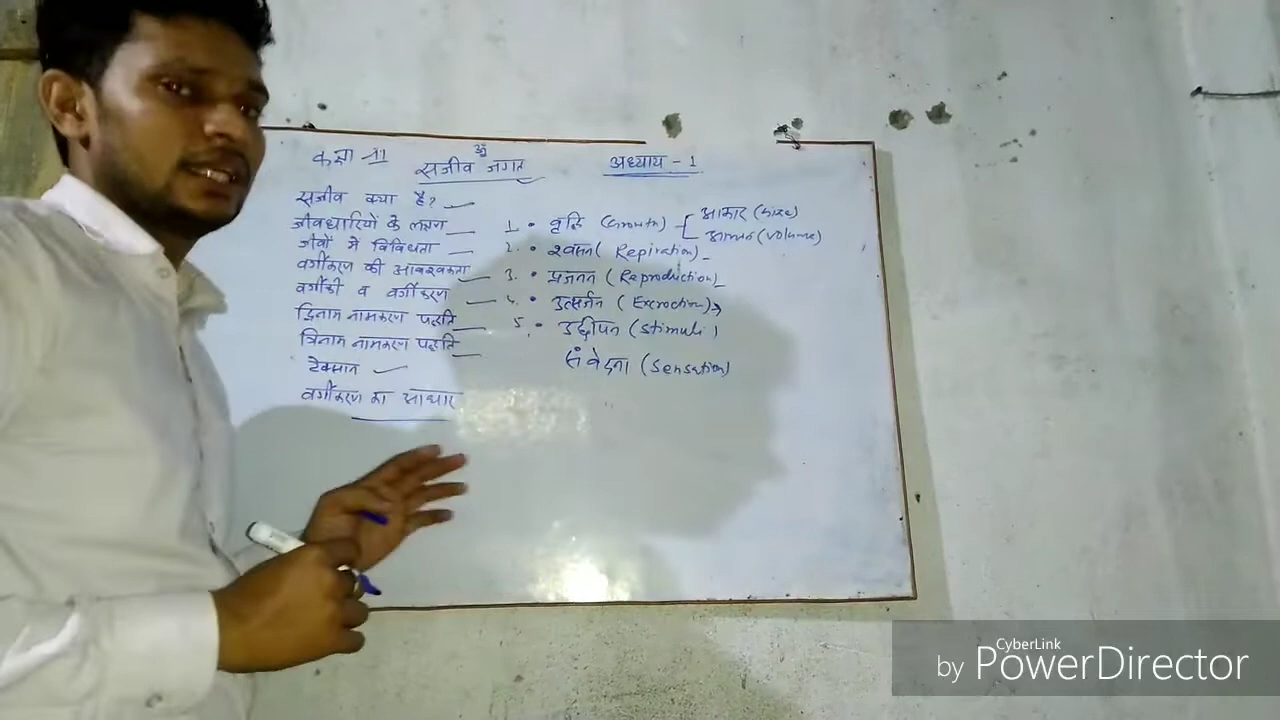 ॐ
कक्षा - 11 सजीव जगत अध्याय - 1
सजीव क्या है?
जीवधारियों के लक्षण
जीवों में विविधता
वर्गीकरण की आवश्यकता
वर्गीकी व वर्गीकरण
द्विनाम नामकरण पद्धति
त्रिनाम नामकरण पद्धति
टेक्सान
वर्गीकरण का आधार
1. • वृद्धि (Growth) - { आकार (Size)
आयतन (Volume)
2. • श्वसन (Repiration)
3. • प्रजनन (Reproduction)
4. • उत्सर्जन (Excroction)→
5. • उद्दीपन (Stimuli)
संवेदना (Sensation)
by CyberLink PowerDirector